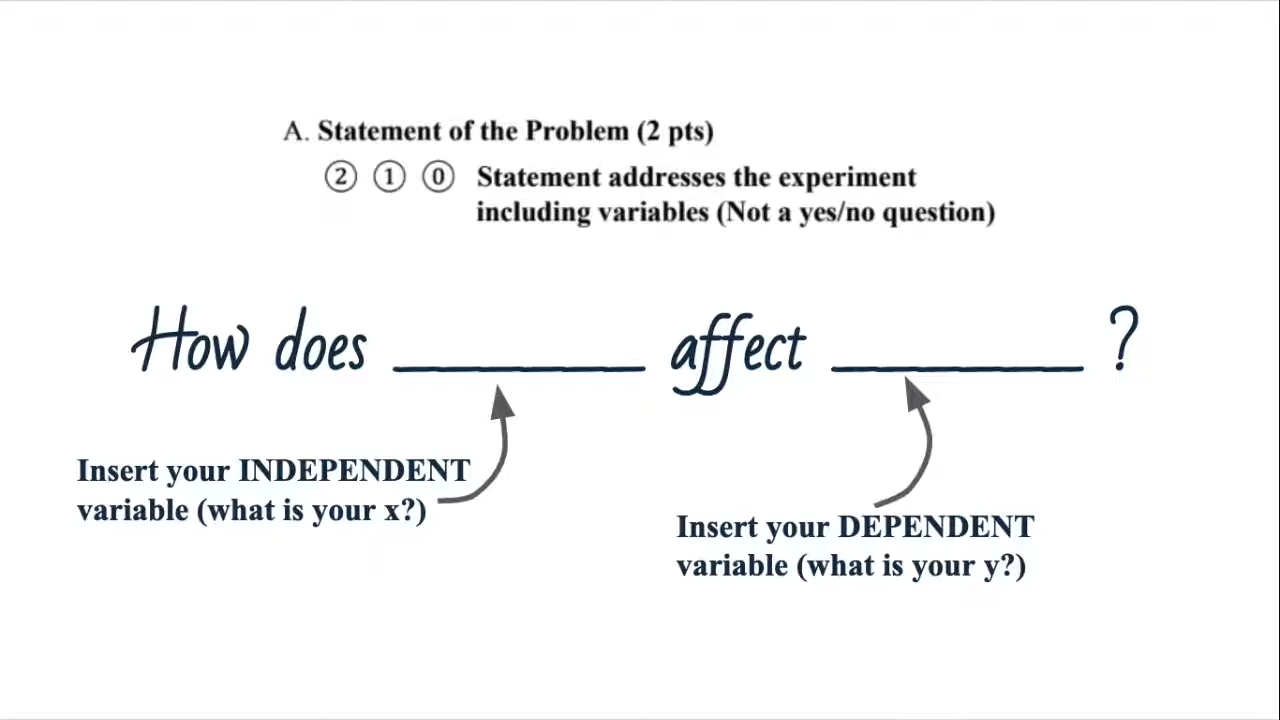 A. Statement of the Problem (2 pts)
② ① ⓪ Statement addresses the experiment
including variables (Not a yes/no question)
How does __________ affect __________ ?
Insert your INDEPENDENT
variable (what is your x?)
Insert your DEPENDENT
variable (what is your y?)